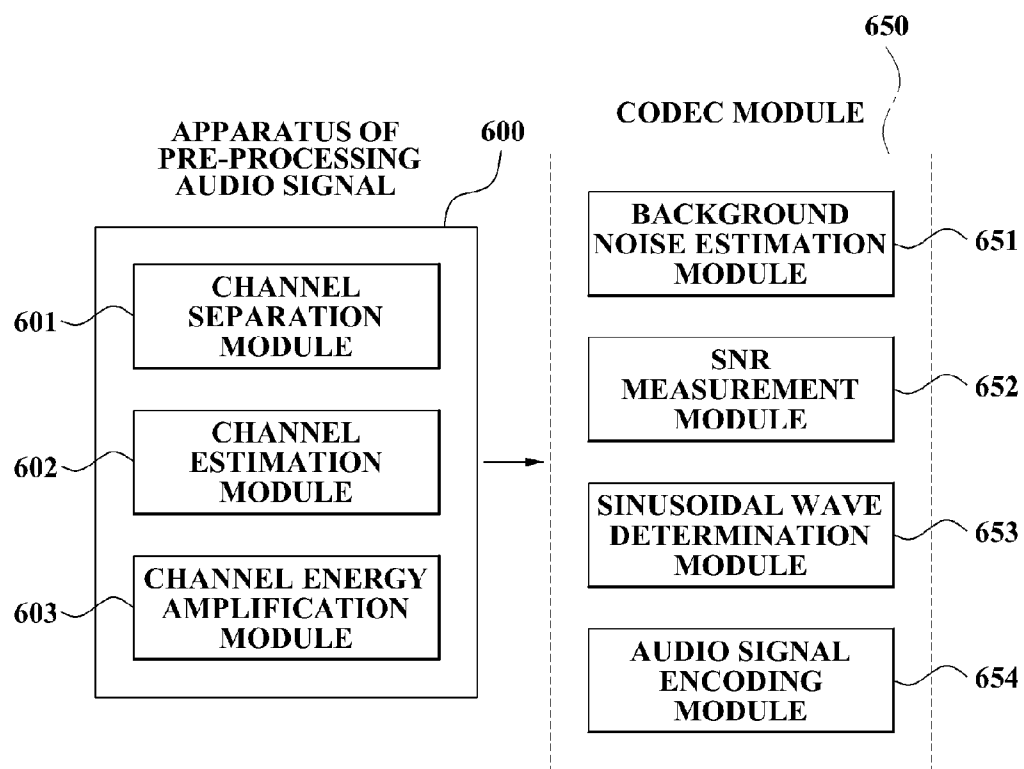 650
CODEC MODULE
APPARATUS OF
PRE-PROCESSING
AUDIO SIGNAL
600
CHANNEL
SEPARATION
MODULE
601
CHANNEL
ESTIMATION
MODULE
602
CHANNEL ENERGY
AMPLIFICATION
MODULE
603
BACKGROUND
NOISE ESTIMATION
MODULE
651
SNR
MEASUREMENT
MODULE
652
SINUSOIDAL WAVE
DETERMINATION
MODULE
653
AUDIO SIGNAL
ENCODING
MODULE
654